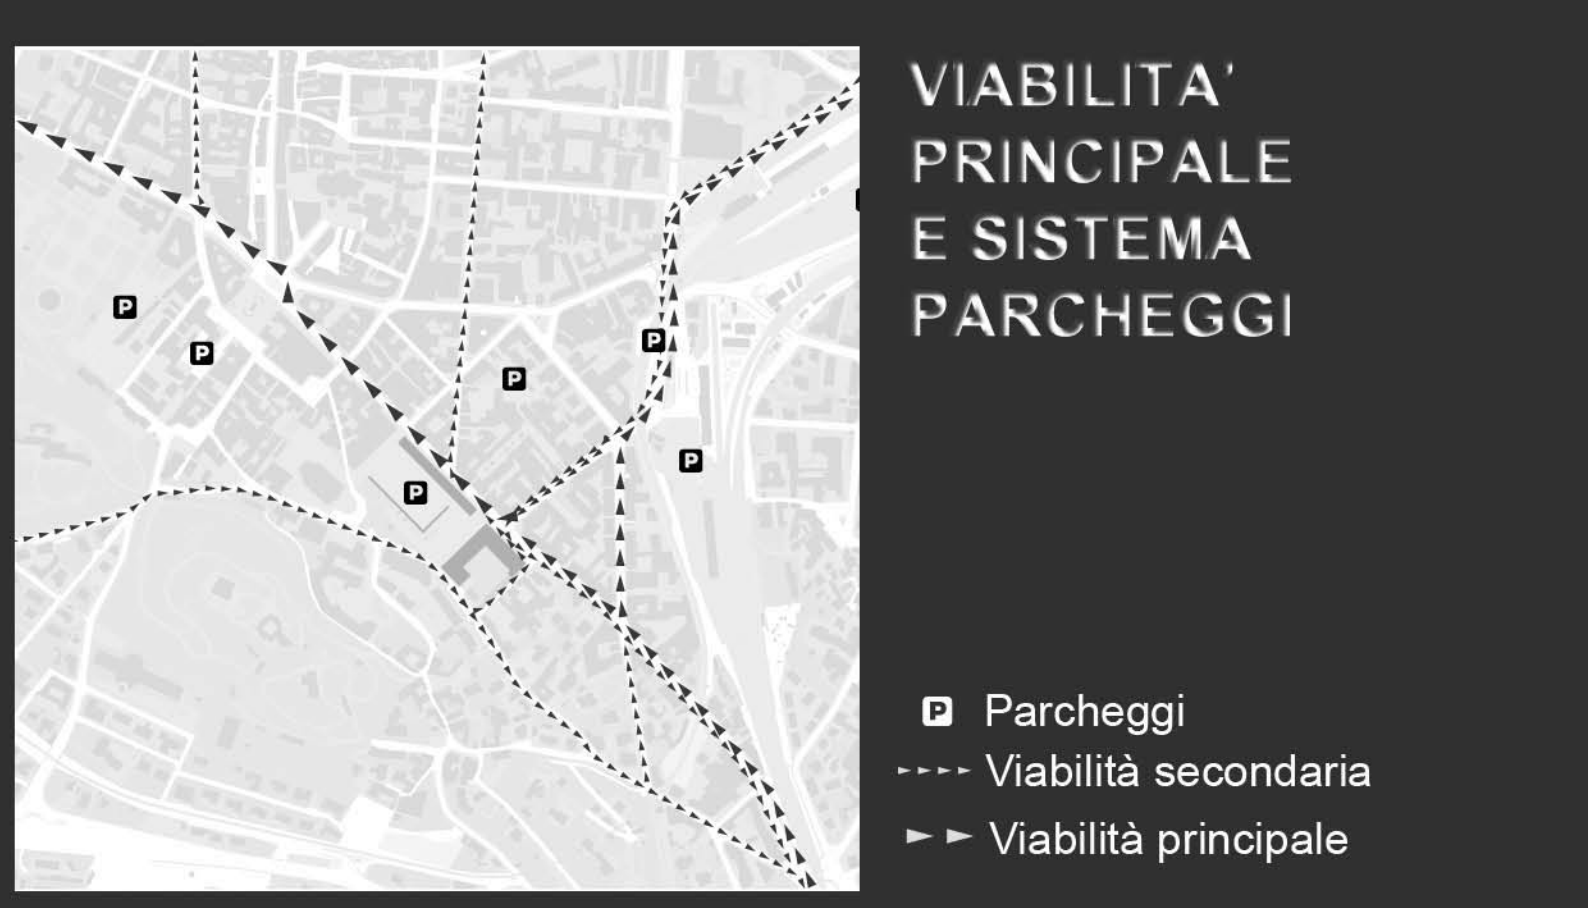 VIABILITA'
PRINCIPALE
E SISTEMA
PARCHEGGI
P
P
P
P
P
P
P Parcheggi
Viabilità secondaria
Viabilità principale